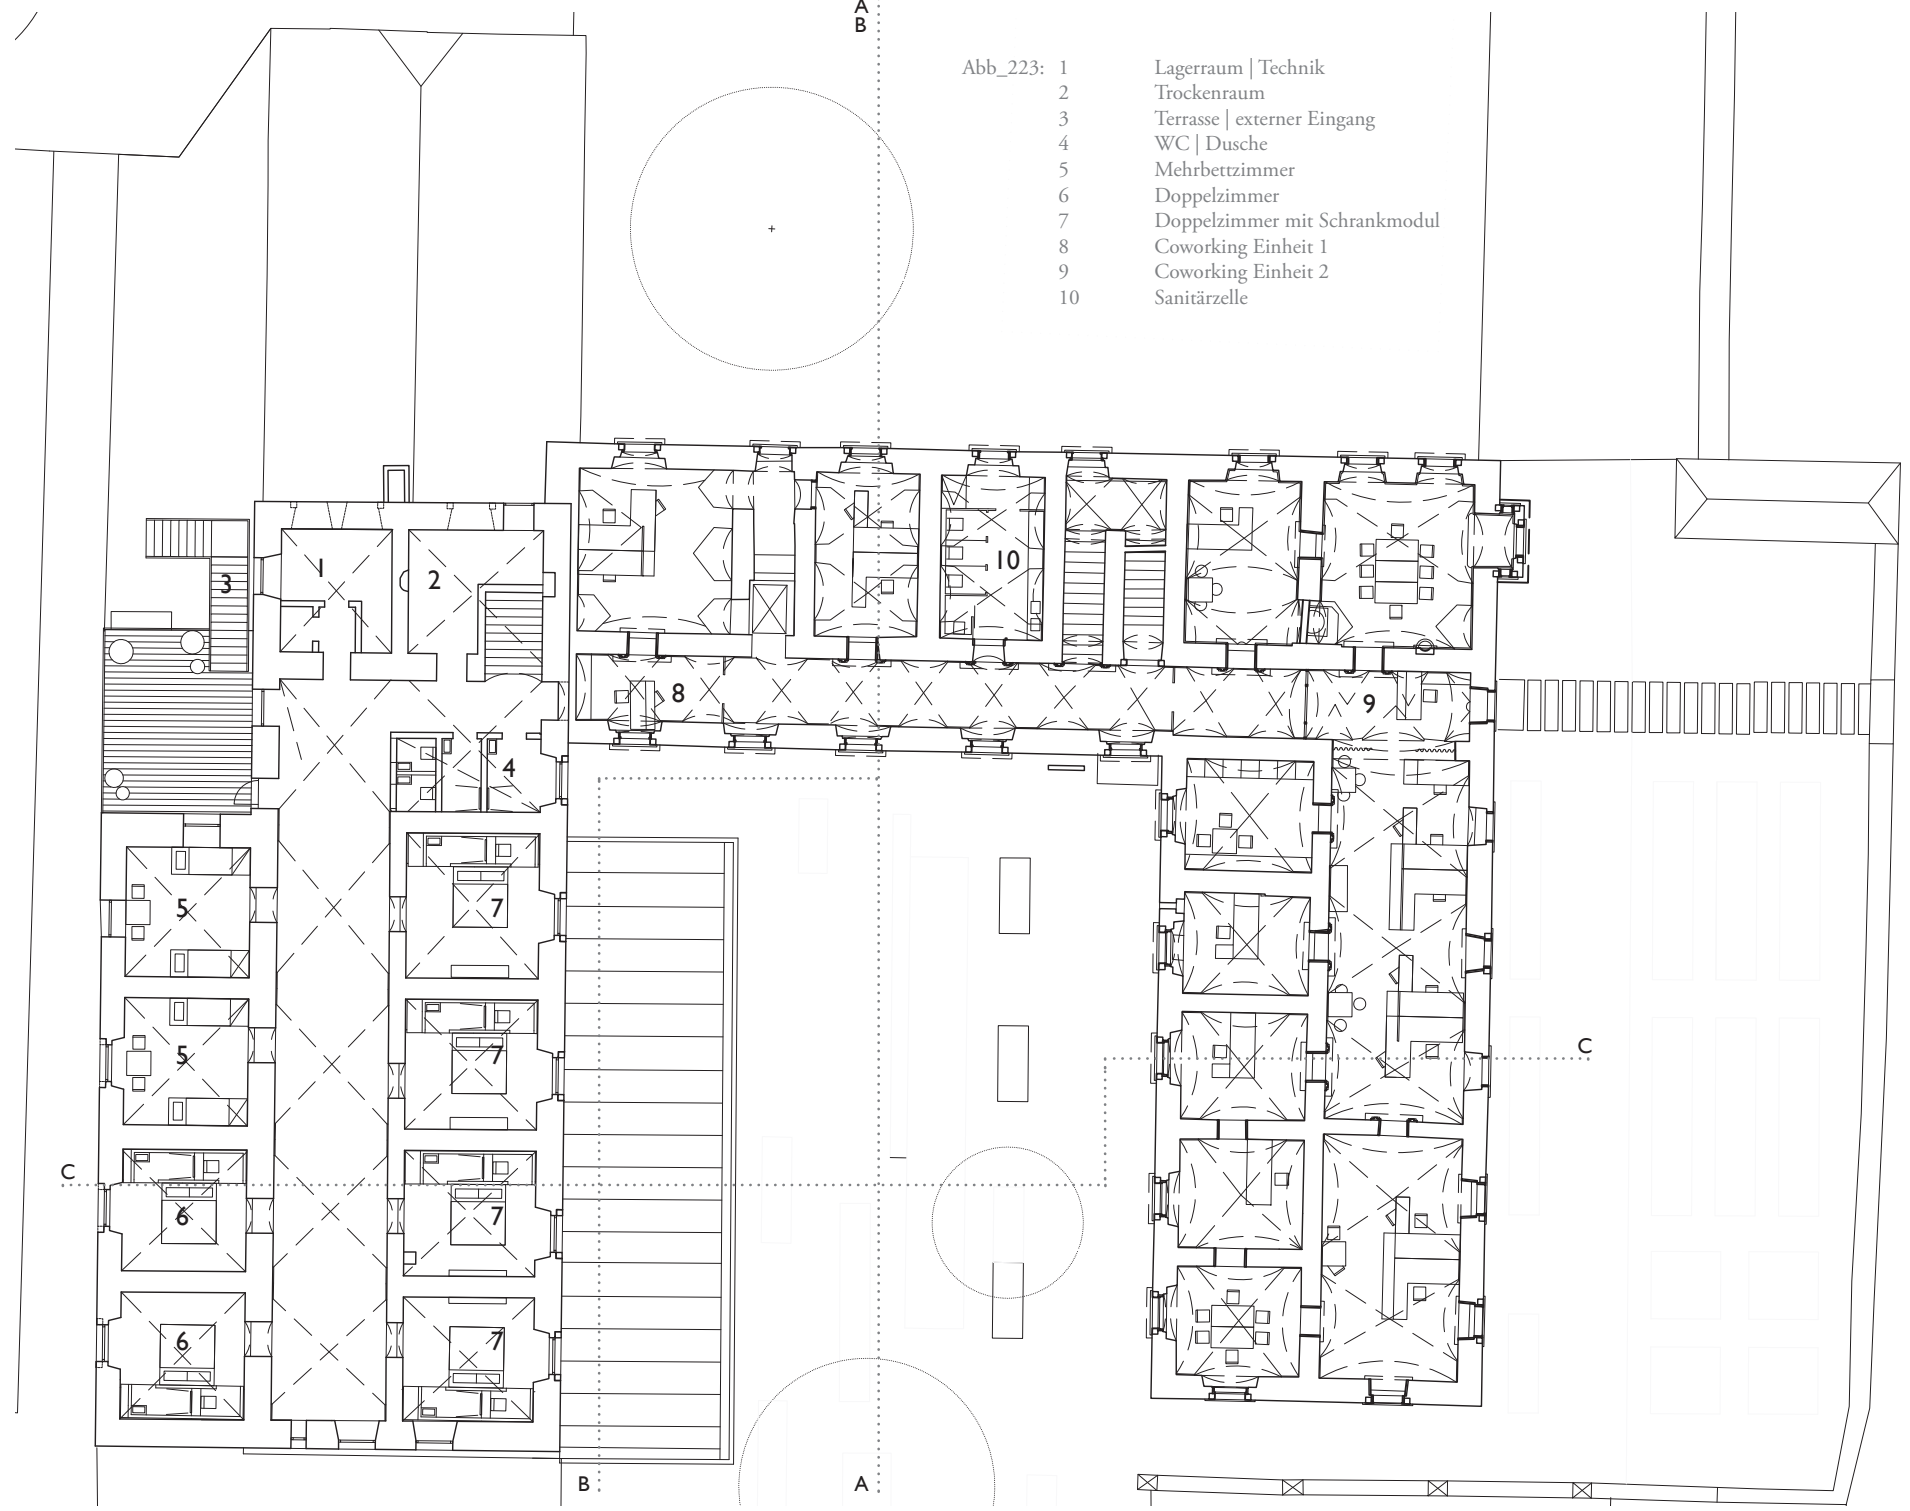 A
B
Abb_223: 1 Lagerraum | Technik
2 Trockenraum
3 Terrasse | externer Eingang
4 WC | Dusche
5 Mehrbettzimmer
6 Doppelzimmer
7 Doppelzimmer mit Schrankmodul
8 Coworking Einheit 1
9 Coworking Einheit 2
10 Sanitärzelle
1
2
3
10
8
9
4
5
7
5
7
C
C
6
7
6
7
B
A